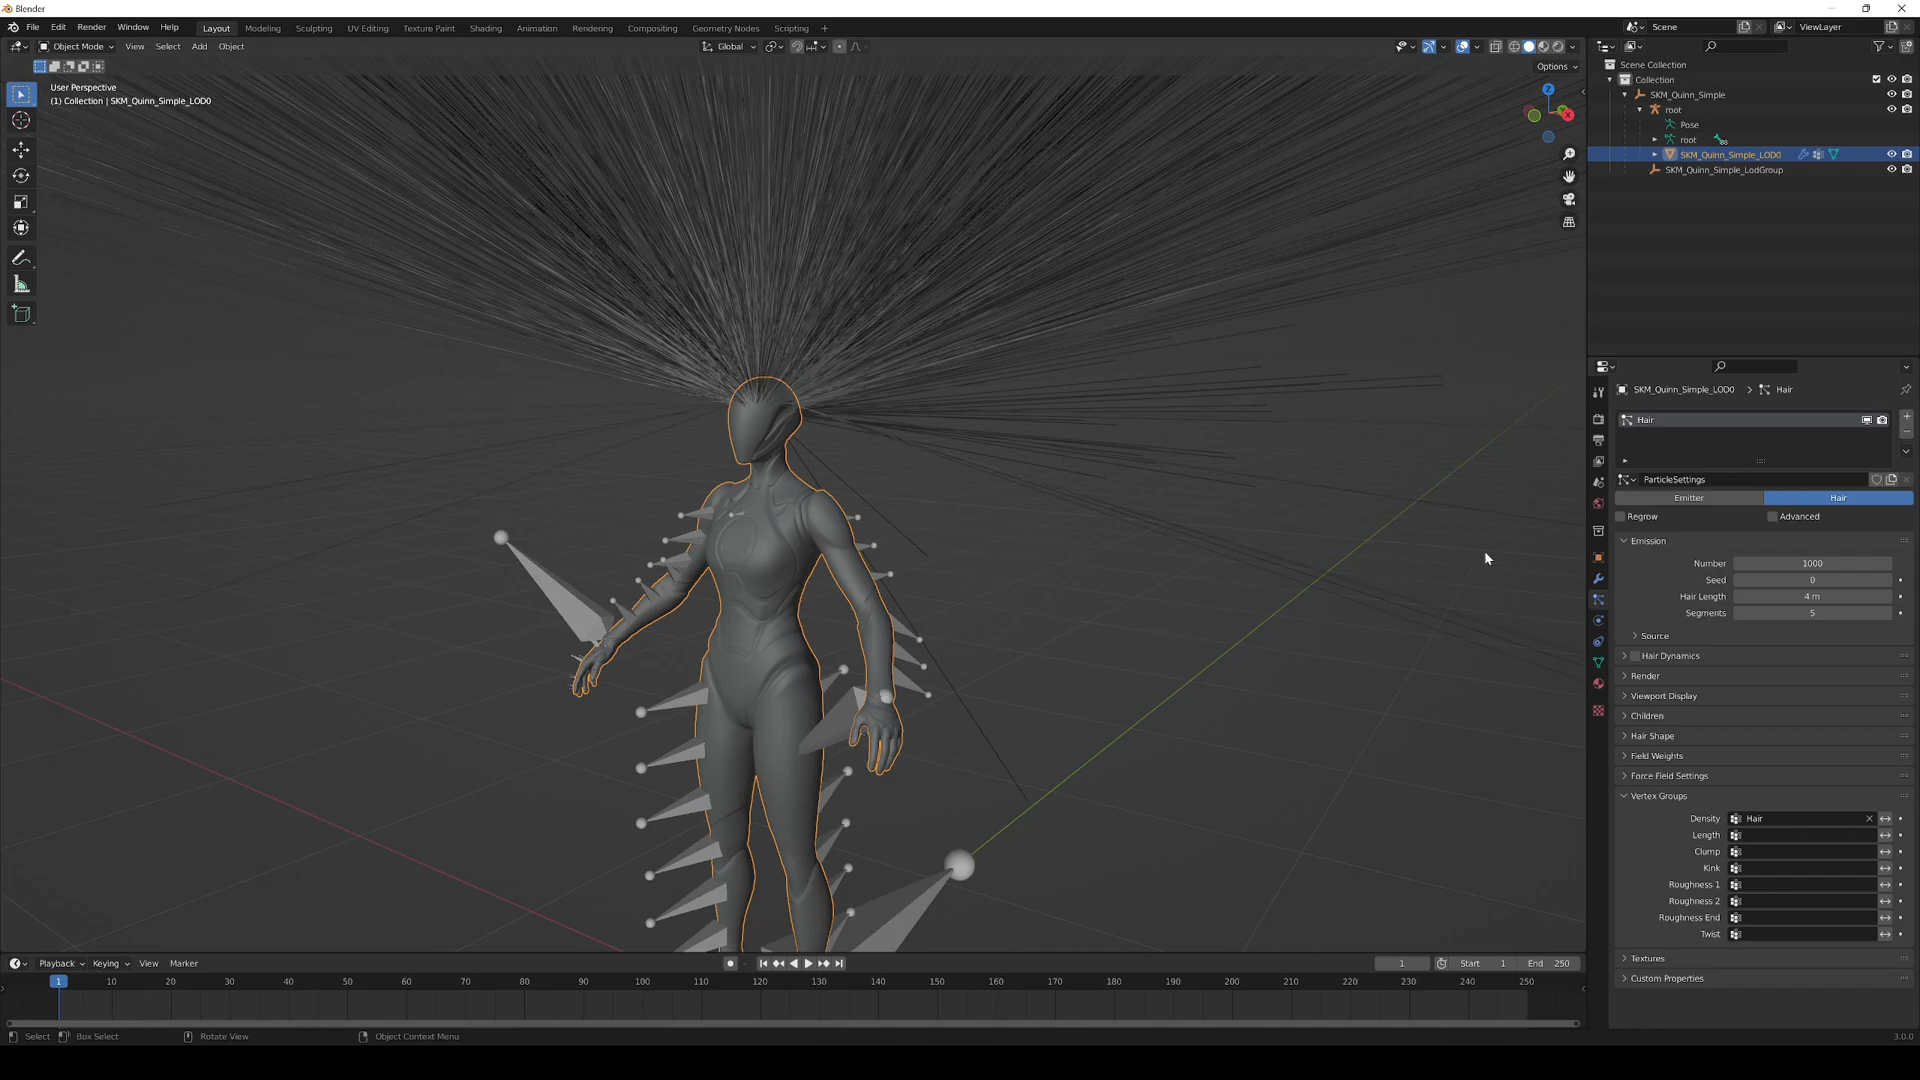 Blender
File Edit Render Window Help Layout Modeling Sculpting UV Editing Texture Paint Shading Animation Rendering Compositing Geometry Nodes Scripting + Scene ViewLayer
Object Mode View Select Add Object Global
Options
User Perspective
(1) Collection | SKM_Quinn_Simple_LOD0
Z
X
Scene Collection
Collection
SKM_Quinn_Simple
root
Pose
root
SKM_Quinn_Simple_LOD0
SKM_Quinn_Simple_LodGroup
SKM_Quinn_Simple_LOD0 > Hair
Hair
ParticleSettings
Emitter Hair
Regrow Advanced
Emission
Number 1000
Seed 0
Hair Length 4 m
Segments 5
Source
Hair Dynamics
Render
Viewport Display
Children
Hair Shape
Field Weights
Force Field Settings
Vertex Groups
Density Hair
Length
Clump
Kink
Roughness 1
Roughness 2
Roughness End
Twist
Textures
Custom Properties
Playback Keying View Marker 1 Start 1 End 250
1 10 20 30 40 50 60 70 80 90 100 110 120 130 140 150 160 170 180 190 200 210 220 230 240 250
Select Box Select Rotate View Object Context Menu 3.0.0